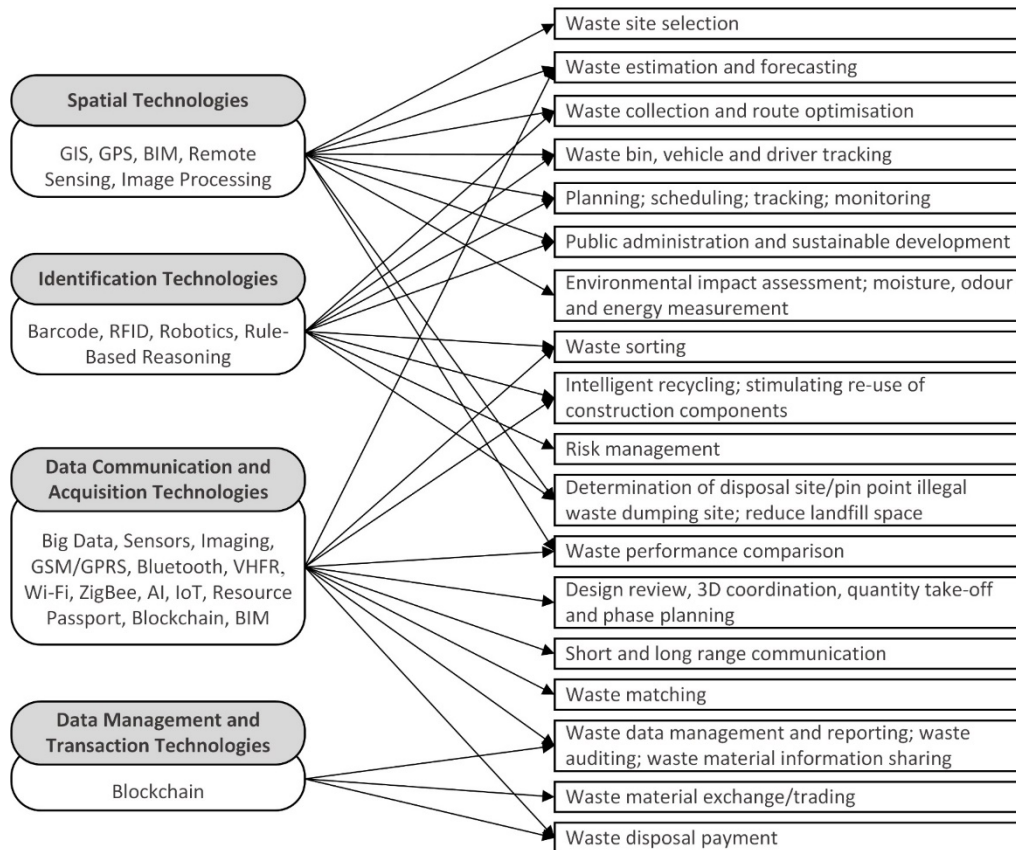 Spatial Technologies
GIS, GPS, BIM, Remote
Sensing, Image Processing
Identification Technologies
Barcode, RFID, Robotics, Rule-
Based Reasoning
Data Communication and
Acquisition Technologies
Big Data, Sensors, Imaging,
GSM/GPRS, Bluetooth, VHFR,
Wi-Fi, ZigBee, AI, IoT, Resource
Passport, Blockchain, BIM
Data Management and
Transaction Technologies
Blockchain
Waste site selection
Waste estimation and forecasting
Waste collection and route optimisation
Waste bin, vehicle and driver tracking
Planning; scheduling; tracking; monitoring
Public administration and sustainable development
Environmental impact assessment; moisture, odour
and energy measurement
Waste sorting
Intelligent recycling; stimulating re-use of
construction components
Risk management
Determination of disposal site/pin point illegal
waste dumping site; reduce landfill space
Waste performance comparison
Design review, 3D coordination, quantity take-off
and phase planning
Short and long range communication
Waste matching
Waste data management and reporting; waste
auditing; waste material information sharing
Waste material exchange/trading
Waste disposal payment